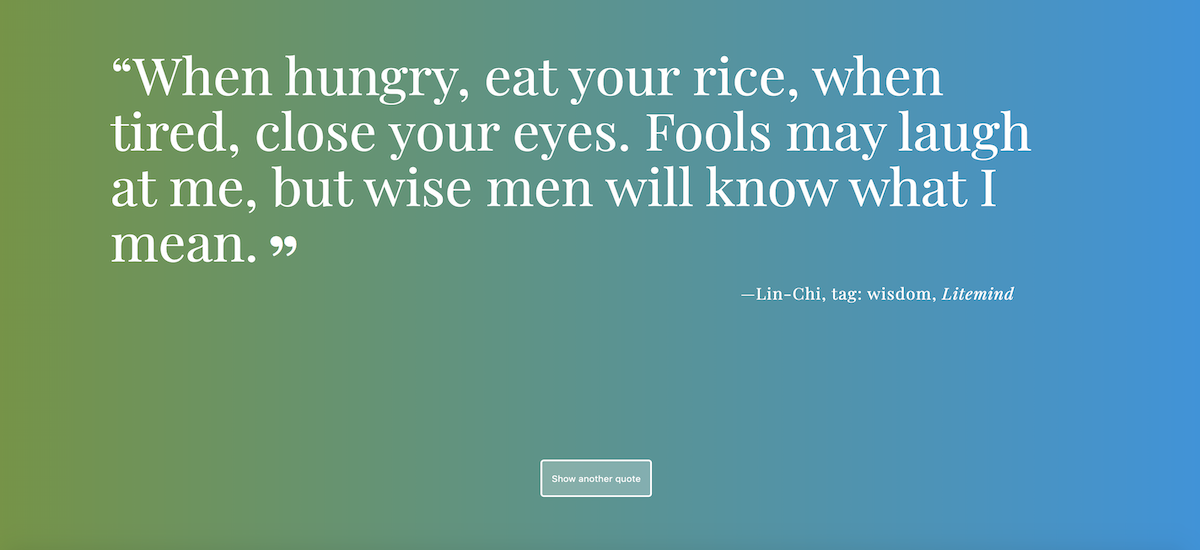 “When hungry, eat your rice, when
tired, close your eyes. Fools may laugh
at me, but wise men will know what I
mean. ”
—Lin-Chi, tag: wisdom, Litemind
Show another quote